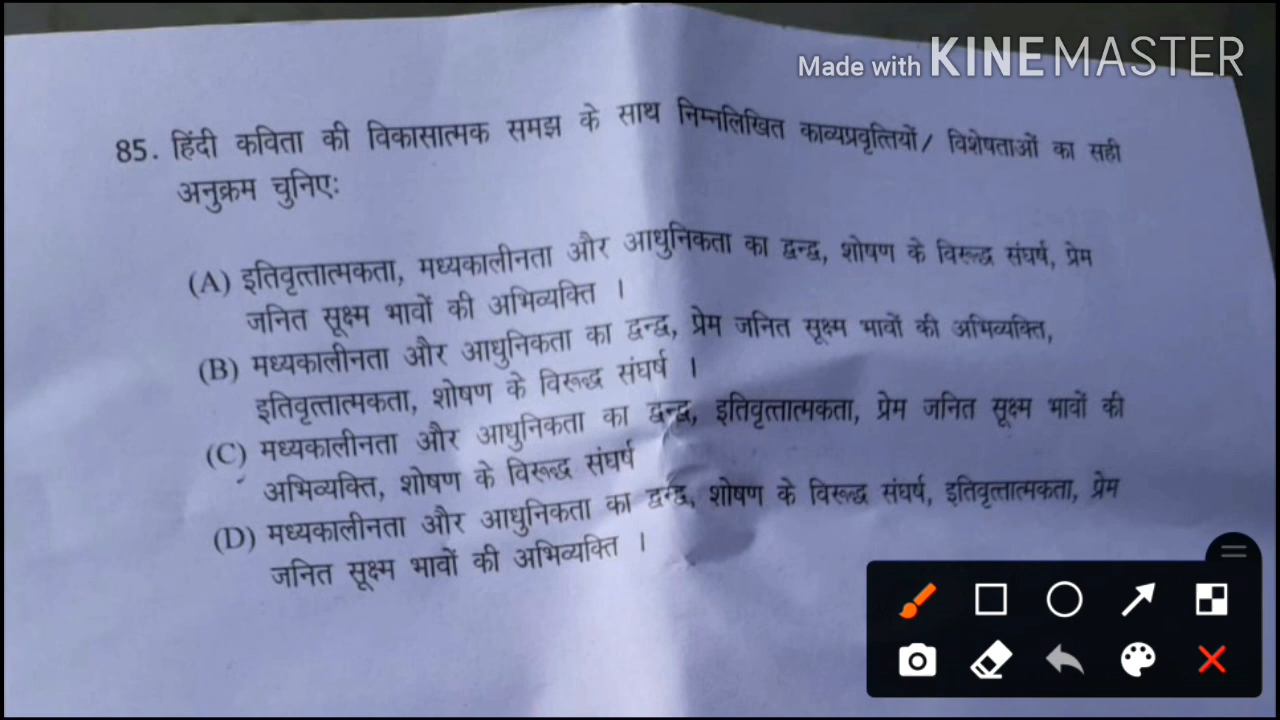 Made with KINEMASTER
85. हिंदी कविता की विकासात्मक समझ के साथ निम्नलिखित काव्यप्रवृत्तियों/ विशेषताओं का सही
अनुक्रम चुनिए:
(A) इतिवृत्तात्मकता, मध्यकालीनता और आधुनिकता का द्वन्द्व, शोषण के विरूद्ध संघर्ष, प्रेम
जनित सूक्ष्म भावों की अभिव्यक्ति ।
(B) मध्यकालीनता और आधुनिकता का द्वन्द्व, प्रेम जनित सूक्ष्म भावों की अभिव्यक्ति,
इतिवृत्तात्मकता, शोषण के विरूद्ध संघर्ष ।
(C) मध्यकालीनता और आधुनिकता का द्वन्द्व, इतिवृत्तात्मकता, प्रेम जनित सूक्ष्म भावों की
अभिव्यक्ति, शोषण के विरूद्ध संघर्ष
(D) मध्यकालीनता और आधुनिकता का द्वन्द्व, शोषण के विरूद्ध संघर्ष, इतिवृत्तात्मकता, प्रेम
जनित सूक्ष्म भावों की अभिव्यक्ति ।